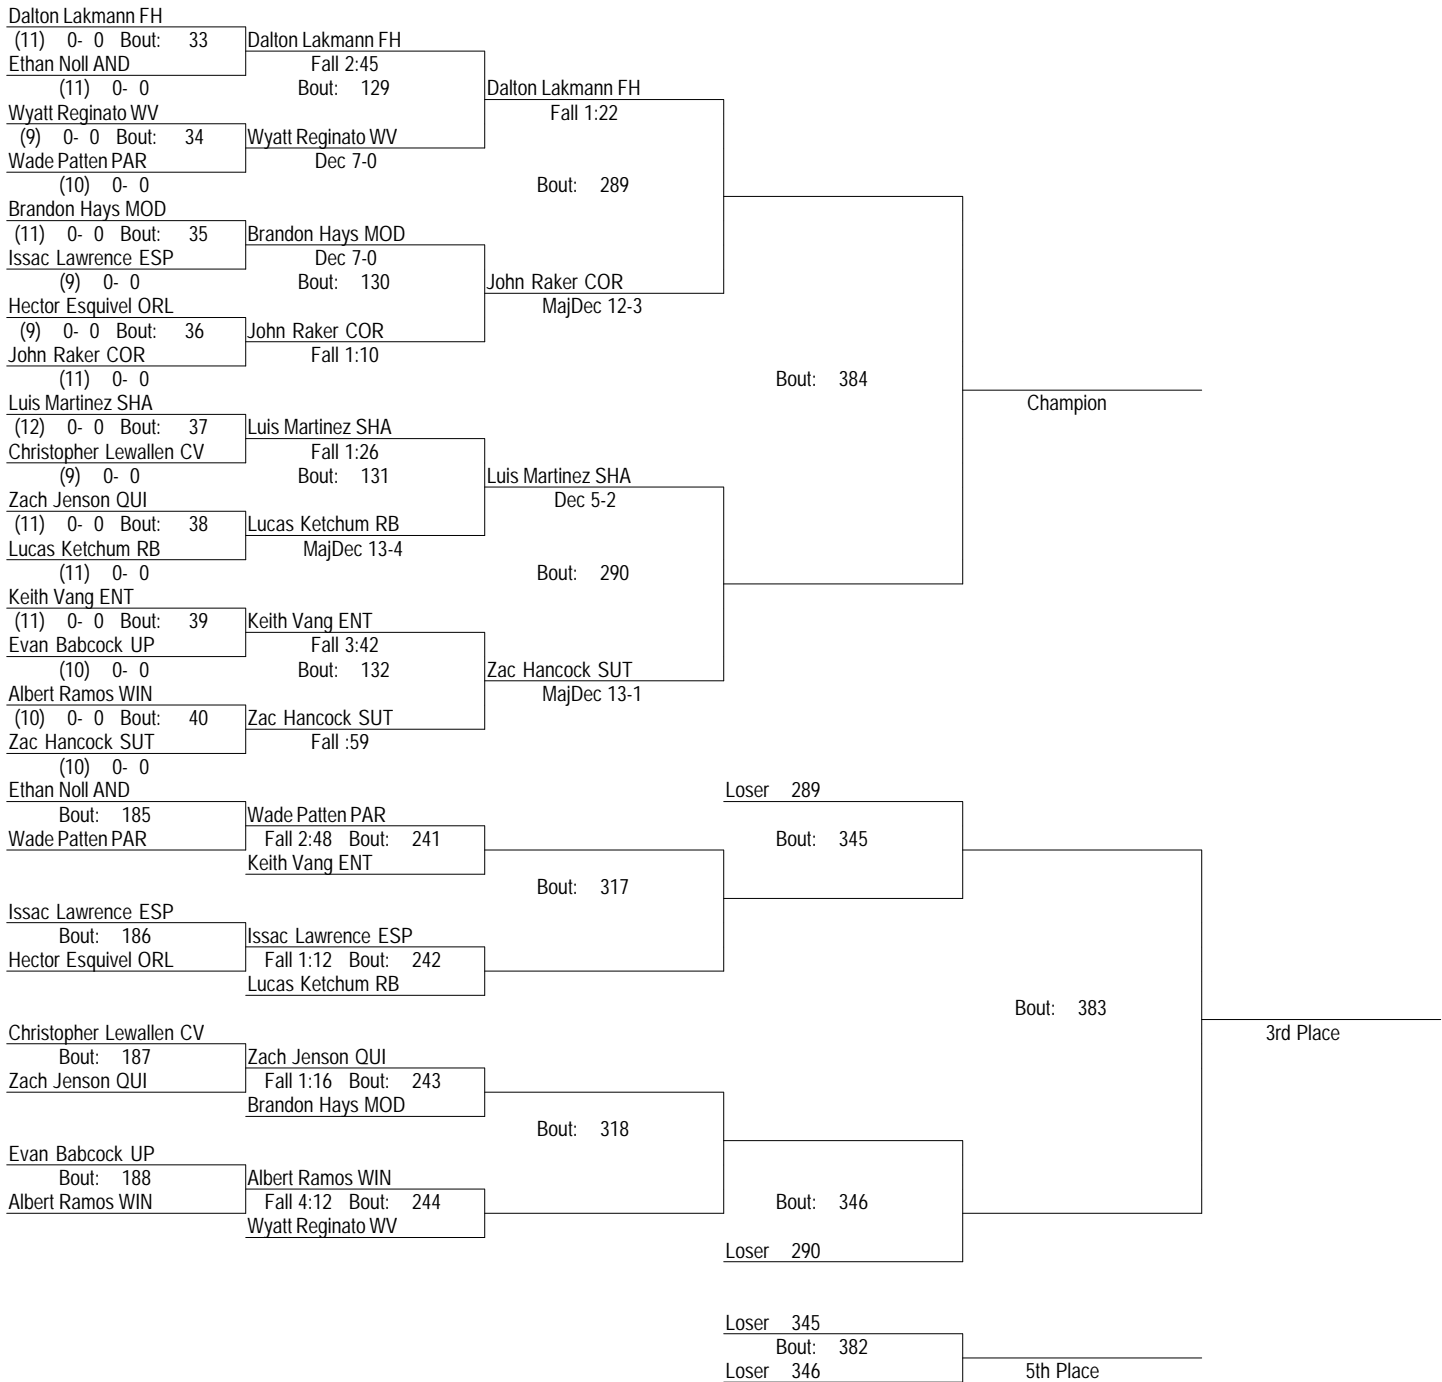 Dalton Lakmann FH
(11) 0- 0 Bout: 33 Dalton Lakmann FH
Ethan Noll AND Fall 2:45
(11) 0- 0 Bout: 129 Dalton Lakmann FH
Wyatt Reginato WV Fall 1:22
(9) 0- 0 Bout: 34 Wyatt Reginato WV
Wade Patten PAR Dec 7-0
(10) 0- 0 Bout: 289
Brandon Hays MOD
(11) 0- 0 Bout: 35 Brandon Hays MOD
Issac Lawrence ESP Dec 7-0
(9) 0- 0 Bout: 130 John Raker COR
Hector Esquivel ORL MajDec 12-3
(9) 0- 0 Bout: 36 John Raker COR
John Raker COR Fall 1:10
(11) 0- 0 Bout: 384
Luis Martinez SHA Champion
(12) 0- 0 Bout: 37 Luis Martinez SHA
Christopher Lewallen CV Fall 1:26
(9) 0- 0 Bout: 131 Luis Martinez SHA
Zach Jenson QUI Dec 5-2
(11) 0- 0 Bout: 38 Lucas Ketchum RB
Lucas Ketchum RB MajDec 13-4
(11) 0- 0 Bout: 290
Keith Vang ENT
(11) 0- 0 Bout: 39 Keith Vang ENT
Evan Babcock UP Fall 3:42
(10) 0- 0 Bout: 132 Zac Hancock SUT
Albert Ramos WIN MajDec 13-1
(10) 0- 0 Bout: 40 Zac Hancock SUT
Zac Hancock SUT Fall :59
(10) 0- 0
Ethan Noll AND Loser 289
Bout: 185 Wade Patten PAR
Wade Patten PAR Fall 2:48 Bout: 241 Bout: 345
Keith Vang ENT
Bout: 317
Issac Lawrence ESP
Bout: 186 Issac Lawrence ESP
Hector Esquivel ORL Fall 1:12 Bout: 242
Lucas Ketchum RB
Bout: 383
Christopher Lewallen CV 3rd Place
Bout: 187 Zach Jenson QUI
Zach Jenson QUI Fall 1:16 Bout: 243
Brandon Hays MOD
Bout: 318
Evan Babcock UP
Bout: 188 Albert Ramos WIN
Albert Ramos WIN Fall 4:12 Bout: 244 Bout: 346
Wyatt Reginato WV
Loser 290
Loser 345
Bout: 382
Loser 346 5th Place